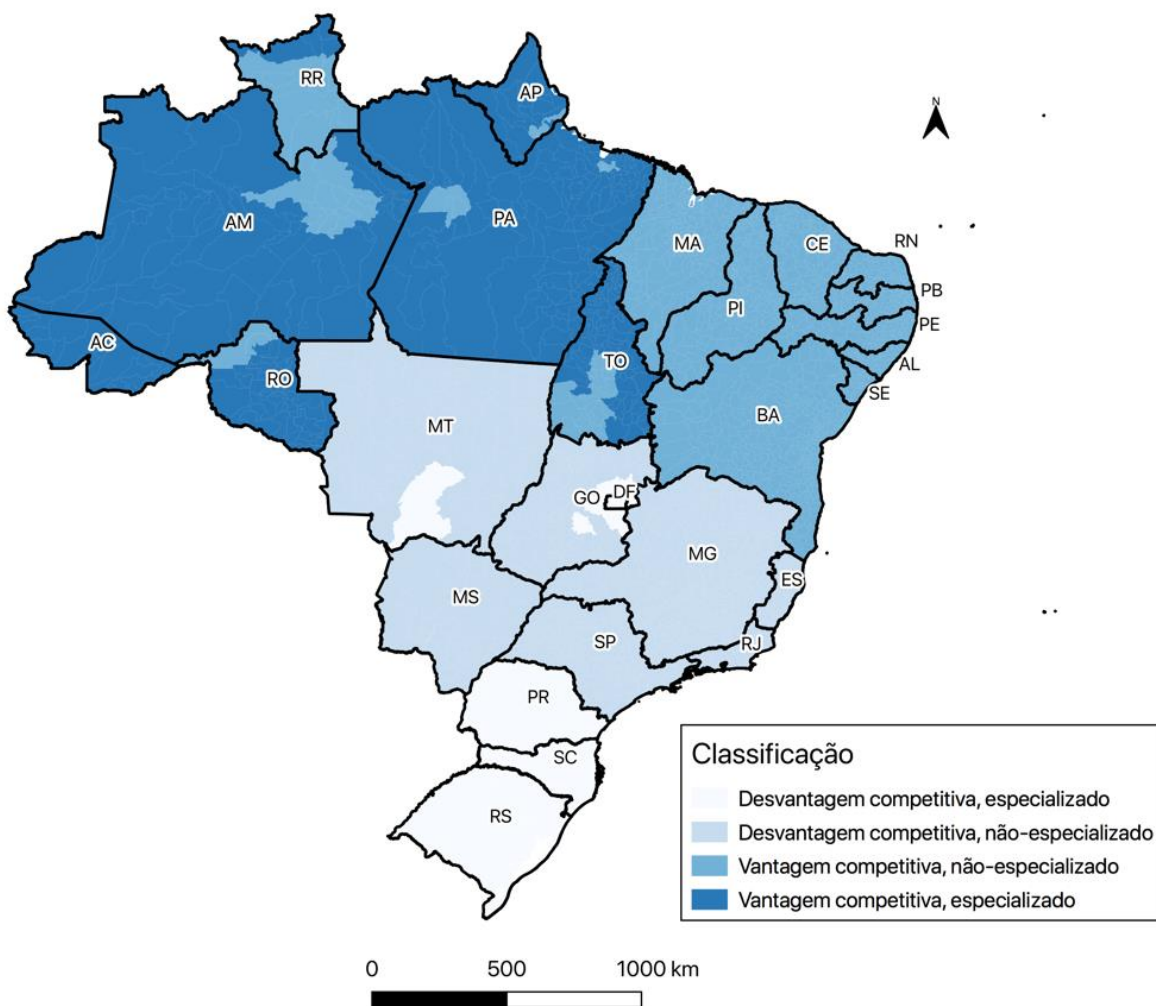 N
RR
AP
AM
PA
MA
CE
RN
PB
PI
PE
AC
TO
AL
RO
SE
BA
MT
GO
DF
MG
ES
MS
SP
RJ
PR
SC
RS
Classificação
Desvantagem competitiva, especializado
Desvantagem competitiva, não-especializado
Vantagem competitiva, não-especializado
Vantagem competitiva, especializado
0 500 1000 km